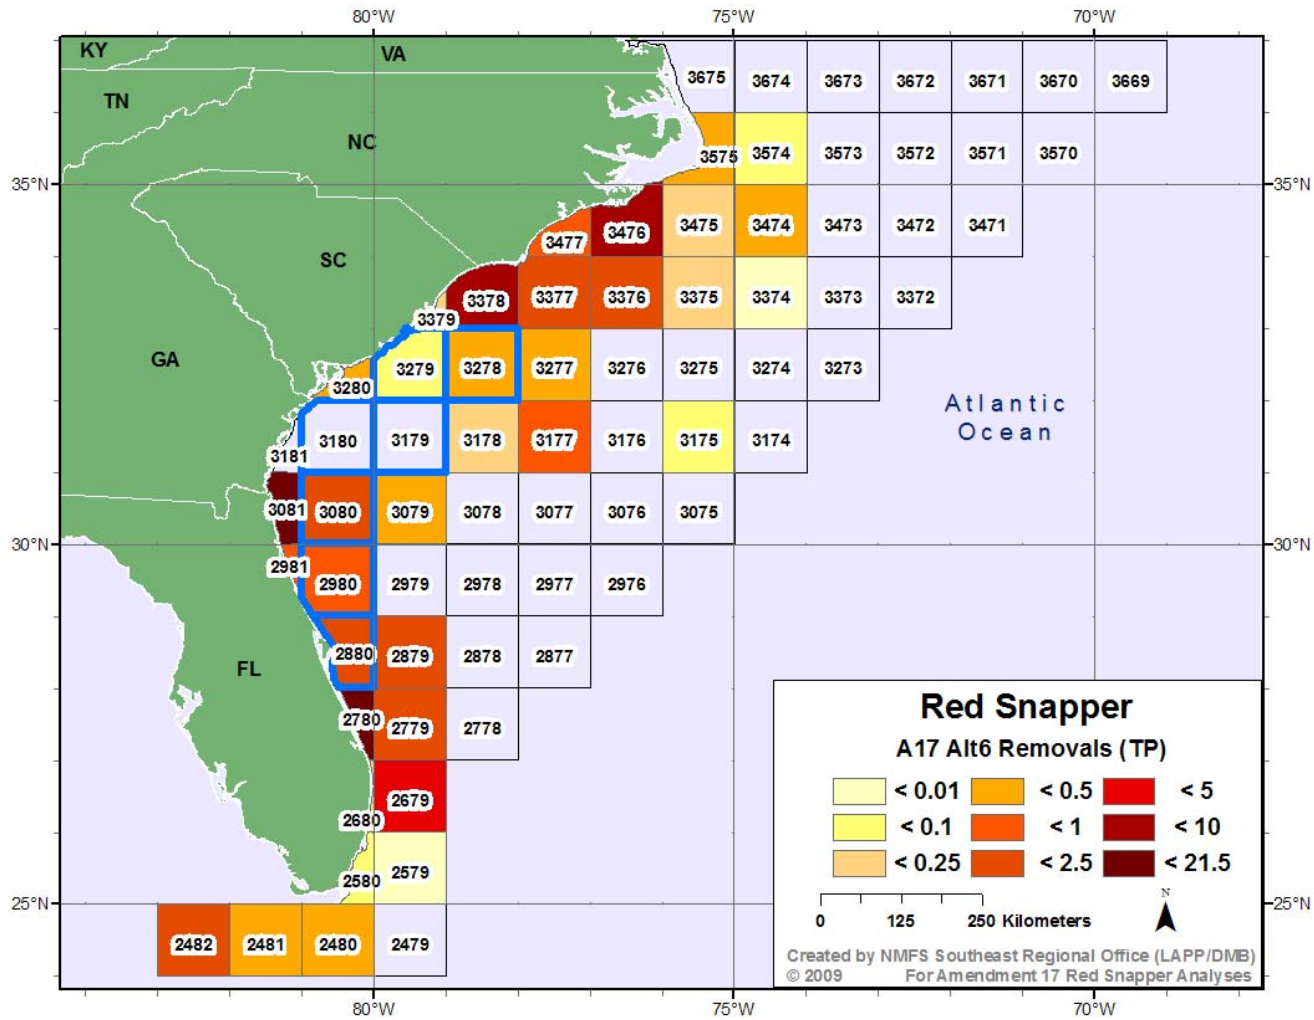 80°W 75°W 70°W
KY VA
3675 3674 3673 3672 3671 3670 3669
TN
NC
3575 3574 3573 3572 3571 3570
35°N 35°N
3477 3476 3475 3474 3473 3472 3471
SC
3379 3378 3377 3376 3375 3374 3373 3372
GA
3280 3279 3278 3277 3276 3275 3274 3273
Atlantic
Ocean
3181 3180 3179 3178 3177 3176 3175 3174
3081 3080 3079 3078 3077 3076 3075
30°N 30°N
2981 2980 2979 2978 2977 2976
FL
2880 2879 2878 2877
2780 2779 2778
2680 2679
2580 2579
25°N 25°N
2482 2481 2480 2479
80°W 75°W 70°W
Red Snapper
A17 Alt6 Removals (TP)
< 0.01 < 0.5 < 5
< 0.1 < 1 < 10
< 0.25 < 2.5 < 21.5
N
0 125 250 Kilometers
Created by NMFS Southeast Regional Office (LAPP/DMB)
© 2009 For Amendment 17 Red Snapper Analyses